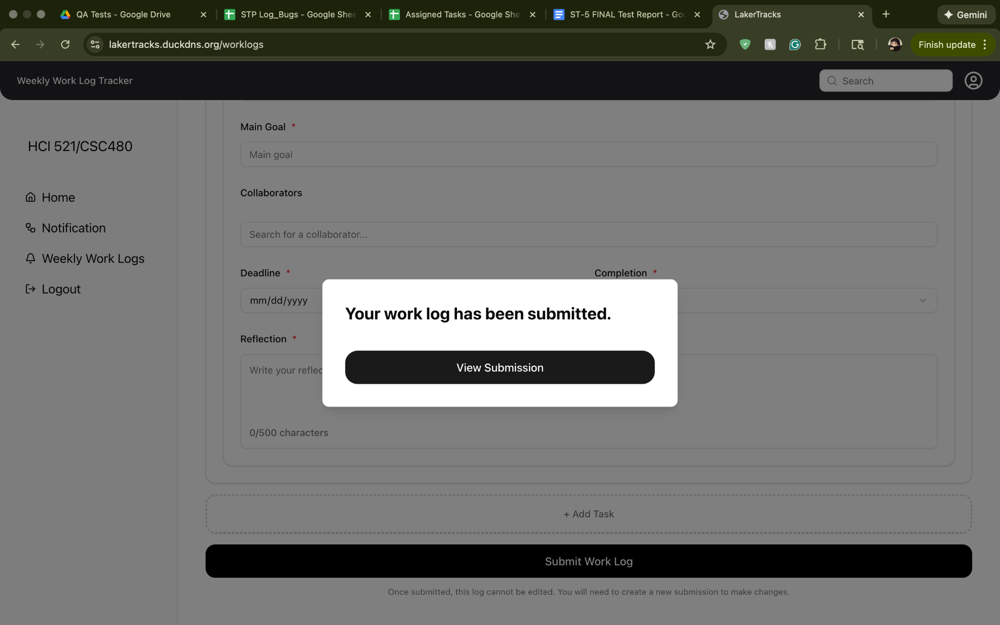 QA Tests - Google Drive
STP Log_Bugs - Google Shee
Assigned Tasks - Google She
ST-5 FINAL Test Report - Goo
LakerTracks
Gemini
lakertracks.duckdns.org/worklogs
Finish update
Weekly Work Log Tracker
Search
HCI 521/CSC480
Home
Notification
Weekly Work Logs
Logout
Main Goal *
Main goal
Collaborators
Search for a collaborator...
Deadline *
Completion *
mm/dd/yyyy
Your work log has been submitted.
Reflection *
View Submission
Write your reflec
0/500 characters
+ Add Task
Submit Work Log
Once submitted, this log cannot be edited. You will need to create a new submission to make changes.